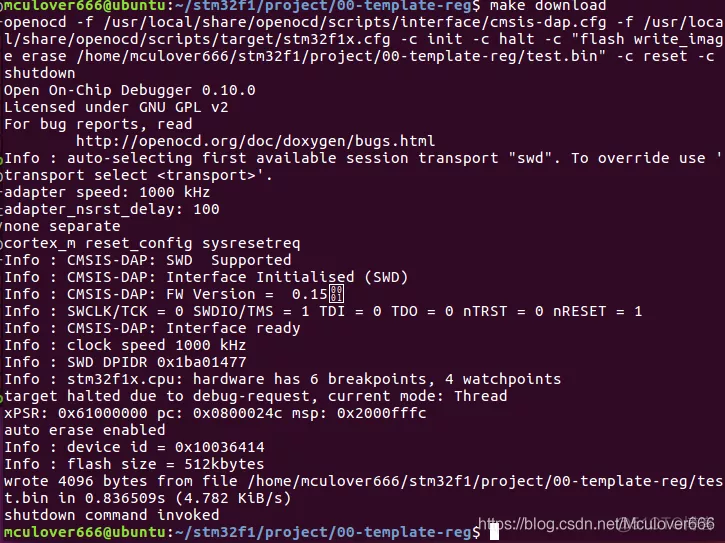 mculover666@ubuntu:~/stm32f1/project/00-template-reg$ make download
openocd -f /usr/local/share/openocd/scripts/interface/cmsis-dap.cfg -f /usr/loca
l/share/openocd/scripts/target/stm32f1x.cfg -c init -c halt -c "flash write_imag
e erase /home/mculover666/stm32f1/project/00-template-reg/test.bin" -c reset -c
shutdown
Open On-Chip Debugger 0.10.0
Licensed under GNU GPL v2
For bug reports, read
http://openocd.org/doc/doxygen/bugs.html
Info : auto-selecting first available session transport "swd". To override use '
transport select <transport>'.
adapter speed: 1000 kHz
adapter_nsrst_delay: 100
none separate
cortex_m reset_config sysresetreq
Info : CMSIS-DAP: SWD  Supported
Info : CMSIS-DAP: Interface Initialised (SWD)
Info : CMSIS-DAP: FW Version =  0.15
Info : SWCLK/TCK = 0 SWDIO/TMS = 1 TDI = 0 TDO = 0 nTRST = 0 nRESET = 1
Info : CMSIS-DAP: Interface ready
Info : clock speed 1000 kHz
Info : SWD DPIDR 0x1ba01477
Info : stm32f1x.cpu: hardware has 6 breakpoints, 4 watchpoints
target halted due to debug-request, current mode: Thread
xPSR: 0x61000000 pc: 0x0800024c msp: 0x2000fffc
auto erase enabled
Info : device id = 0x10036414
Info : flash size = 512kbytes
wrote 4096 bytes from file /home/mculover666/stm32f1/project/00-template-reg/tes
t.bin in 0.836509s (4.782 KiB/s)
shutdown command invoked
mculover666@ubuntu:~/stm32f1/project/00-template-reg$
https://blog.csdn.net/Mculover666